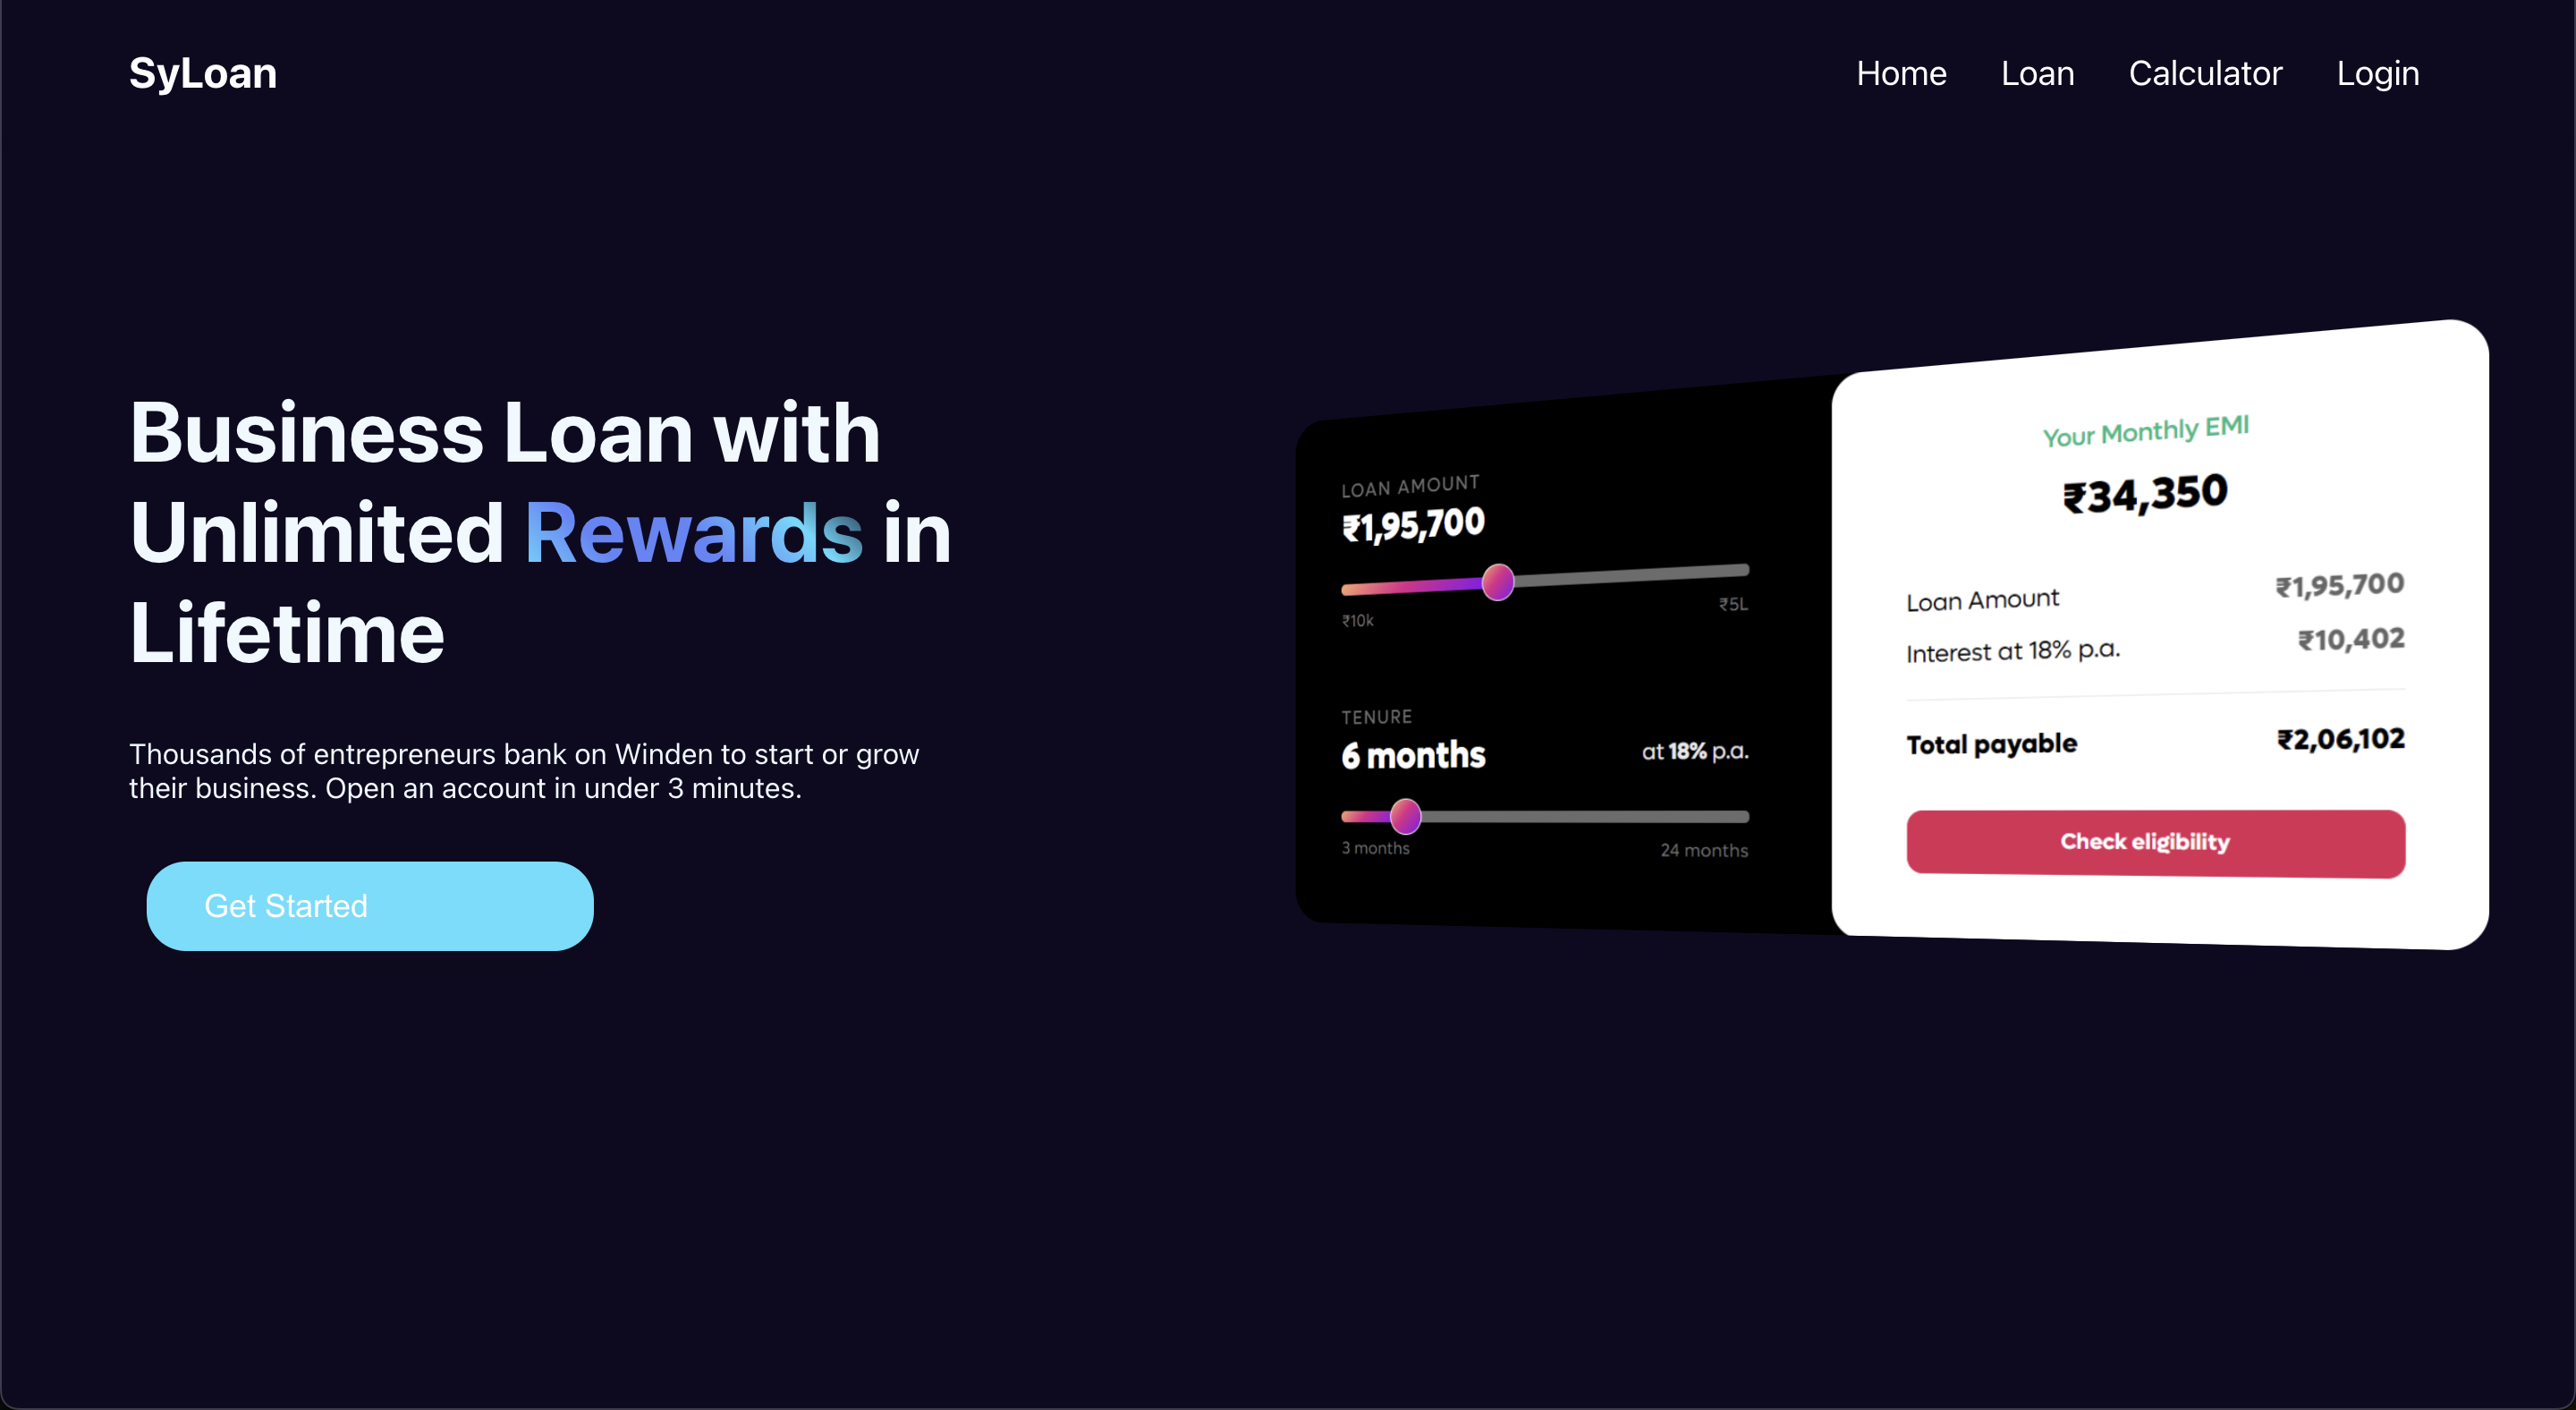 SyLoan
Home Loan Calculator Login
Business Loan with
Unlimited Rewards in
Lifetime
Thousands of entrepreneurs bank on Winden to start or grow
their business. Open an account in under 3 minutes.
Get Started
LOAN AMOUNT
₹1,95,700
₹10k ₹5L
TENURE
6 months at 18% p.a.
3 months 24 months
Your Monthly EMI
₹34,350
Loan Amount ₹1,95,700
Interest at 18% p.a. ₹10,402
Total payable ₹2,06,102
Check eligibility